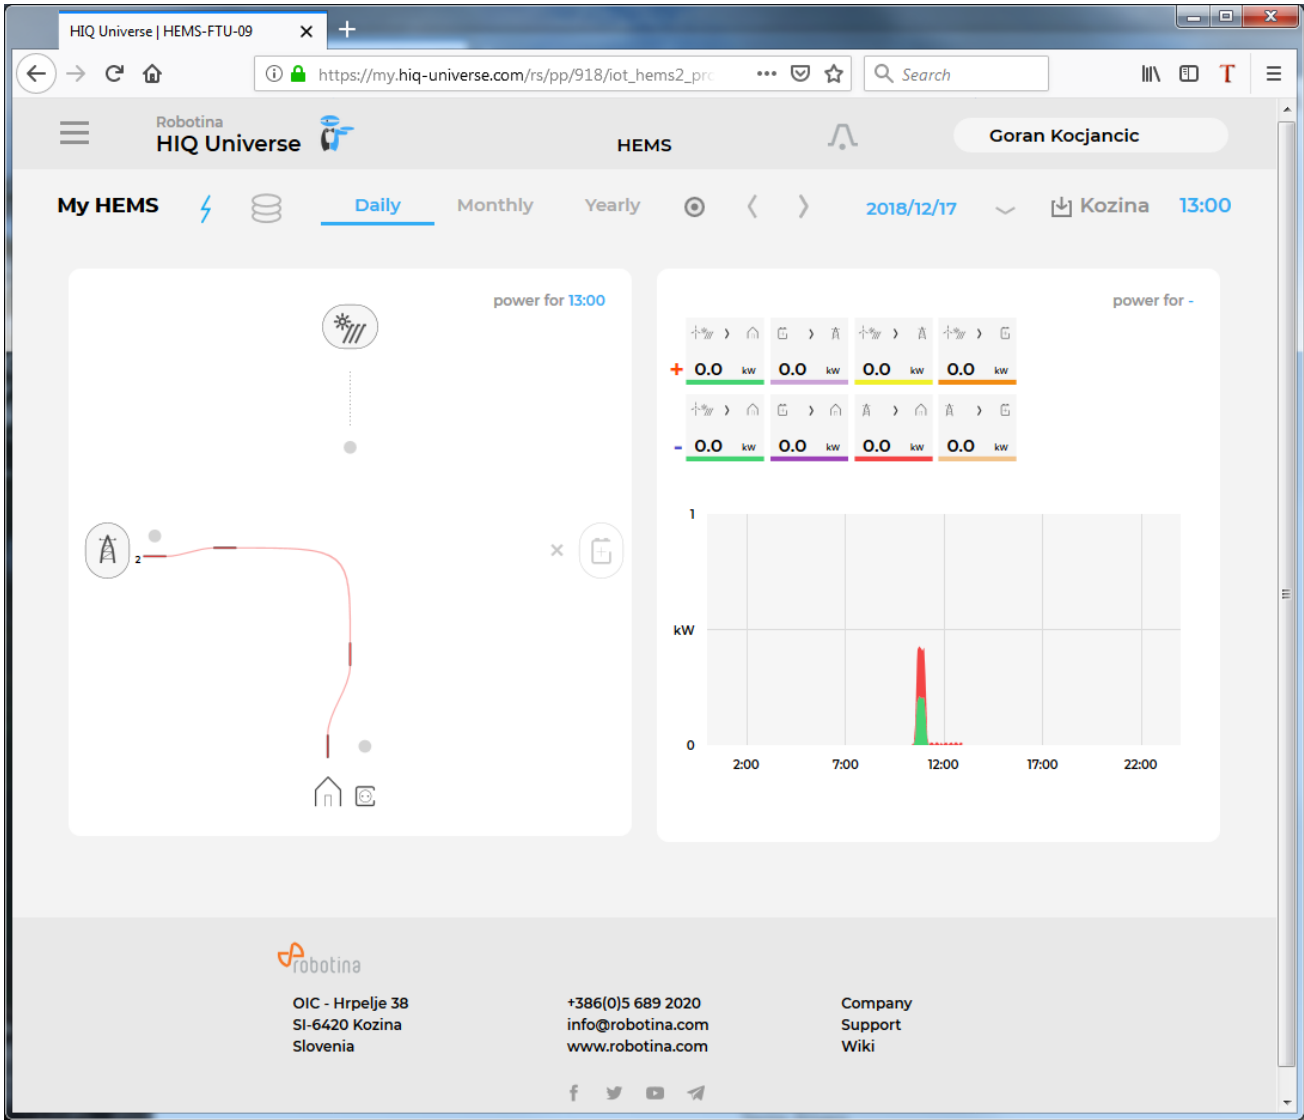 HIQ Universe | HEMS-FTU-09
https://my.hiq-universe.com/rs/pp/918/iot_hems2_pro
Search
T
Robotina
HIQ Universe
HEMS
Goran Kocjancic
My HEMS
Daily
Monthly
Yearly
2018/12/17
Kozina
13:00
power for 13:00
2
power for -
+ 0.0 kw 0.0 kw 0.0 kw 0.0 kw
- 0.0 kw 0.0 kw 0.0 kw 0.0 kw
1
kW
0
2:00 7:00 12:00 17:00 22:00
robotina
OIC - Hrpelje 38
SI-6420 Kozina
Slovenia
+386(0)5 689 2020
info@robotina.com
www.robotina.com
Company
Support
Wiki